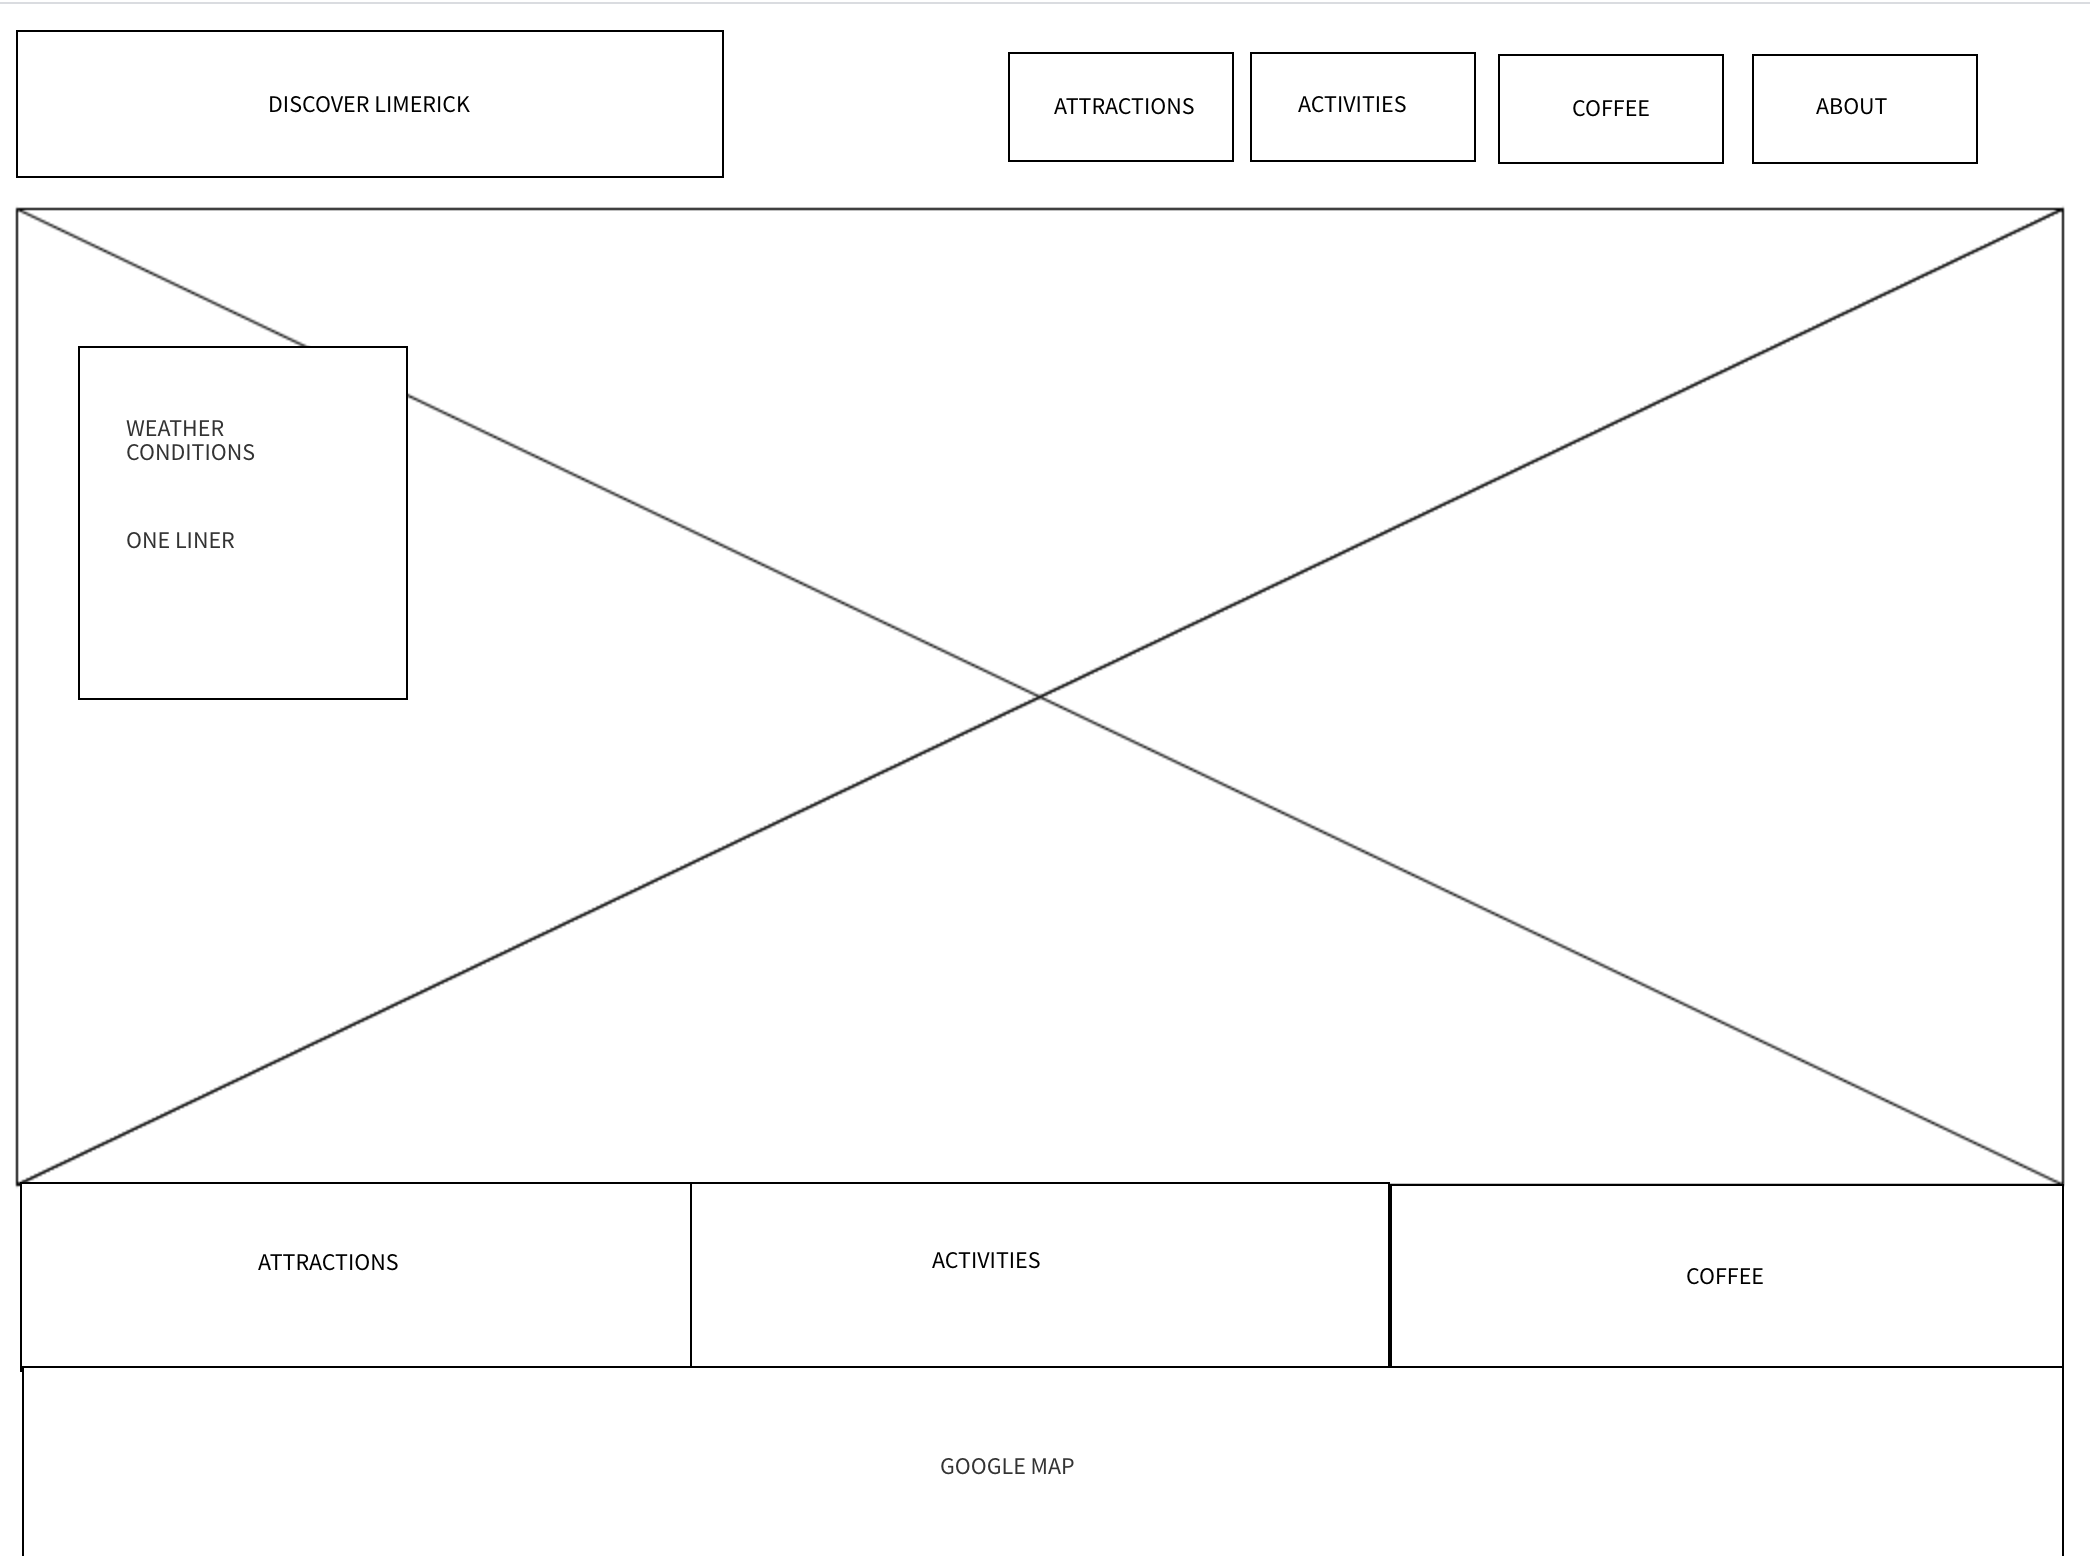 DISCOVER LIMERICK
ATTRACTIONS
ACTIVITIES
COFFEE
ABOUT
WEATHER
CONDITIONS
ONE LINER
ATTRACTIONS
ACTIVITIES
COFFEE
GOOGLE MAP